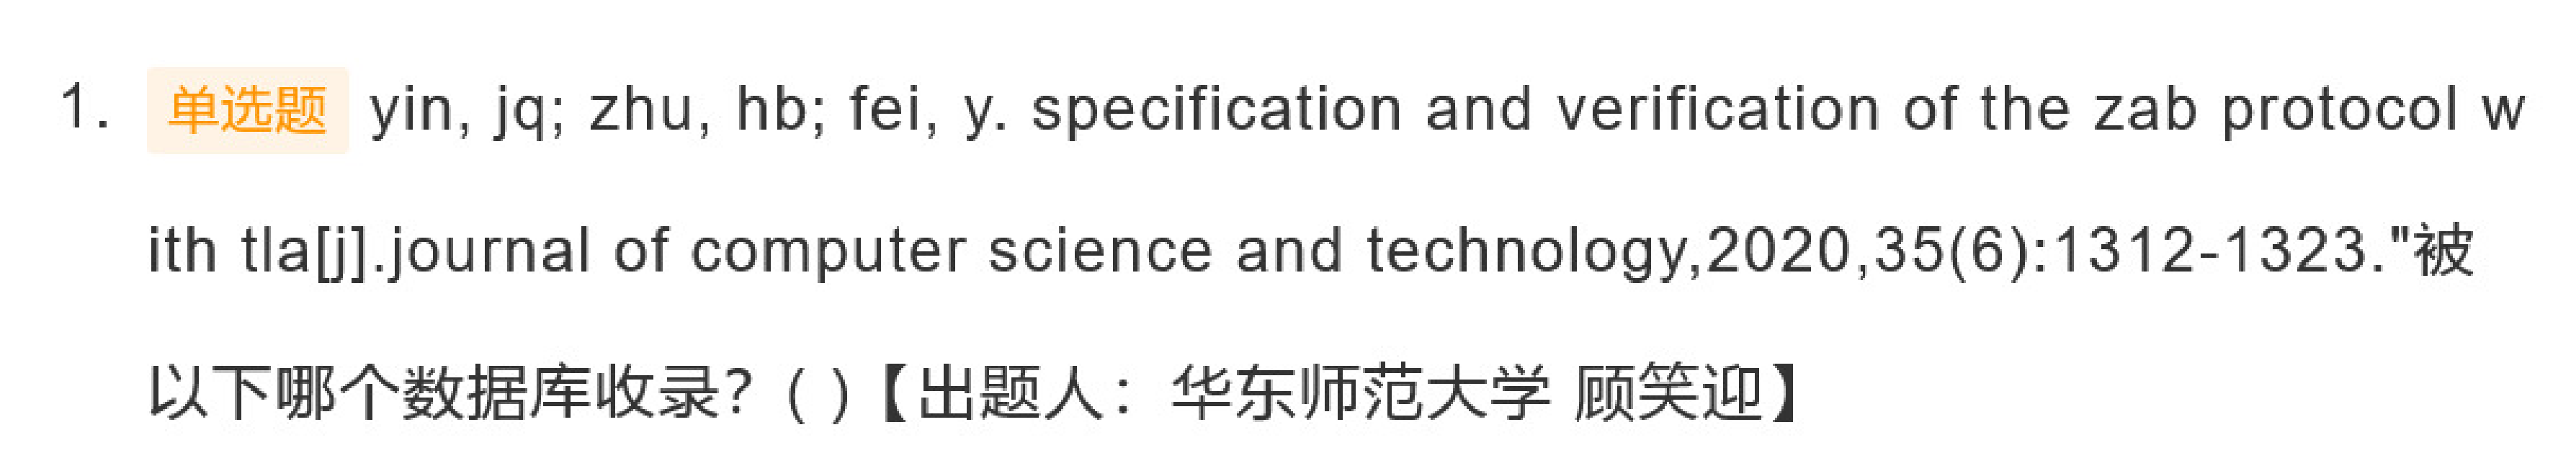 1. 单选题 yin, jq; zhu, hb; fei, y. specification and verification of the zab protocol w
ith tla[j].journal of computer science and technology,2020,35(6):1312-1323."被
以下哪个数据库收录? ( )【出题人：华东师范大学 顾笑迎】